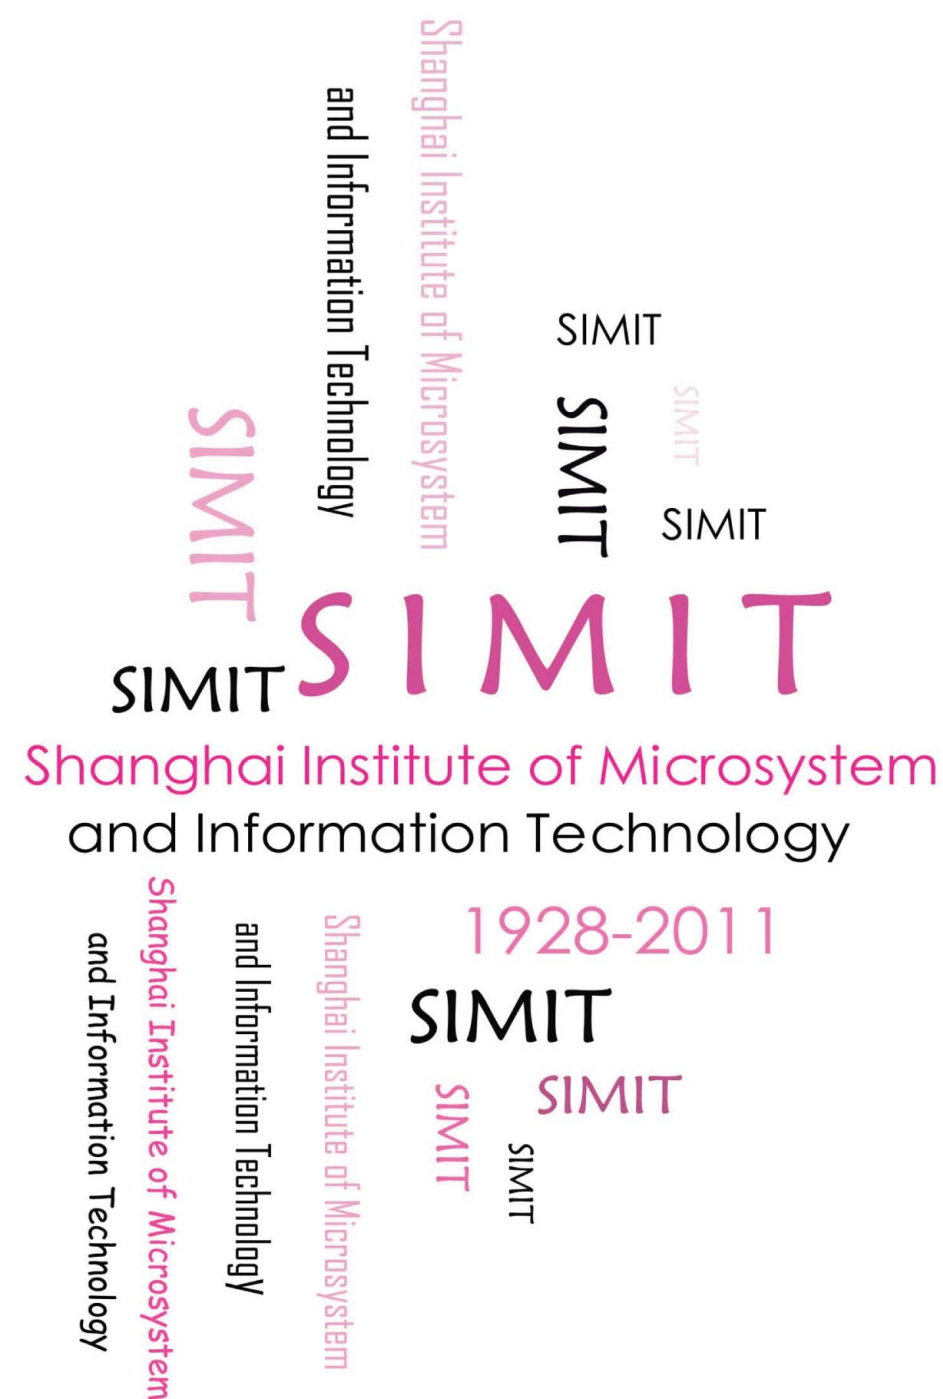 Shanghai Institute of Microsystem
and Information Technology
SIMIT
SIMIT
SIMIT
SIMIT
SIMIT
SIMIT
SIMIT
Shanghai Institute of Microsystem
and Information Technology
1928-2011
Shanghai Institute of Microsystem
and Information Technology
Shanghai Institute of Microsystem
and Information Technology
SIMIT
SIMIT
SIMIT
SIMIT